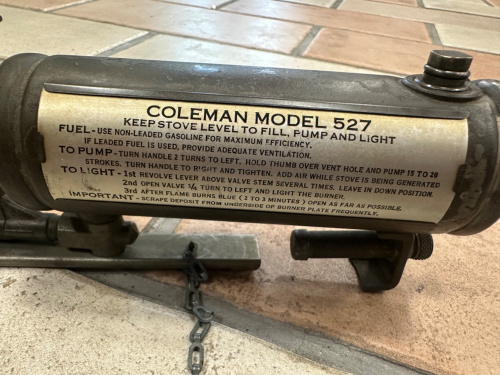 COLEMAN MODEL 527
KEEP STOVE LEVEL TO FILL, PUMP AND LIGHT
FUEL - USE NON-LEADED GASOLINE FOR MAXIMUM EFFICIENCY.
IF LEADED FUEL IS USED, PROVIDE ADEQUATE VENTILATION.
TO PUMP - TURN HANDLE 2 TURNS TO LEFT, HOLD THUMB OVER VENT HOLE AND PUMP 15 TO 20
STROKES. TURN HANDLE TO RIGHT AND TIGHTEN. ADD AIR WHILE STOVE IS BEING GENERATED
TO LIGHT - 1st REVOLVE LEVER ABOVE VALVE STEM SEVERAL TIMES. LEAVE IN DOWN POSITION.
2nd OPEN VALVE ¼ TURN TO LEFT AND LIGHT THE BURNER.
3rd AFTER FLAME BURNS BLUE (2 TO 3 MINUTES) OPEN AS FAR AS POSSIBLE.
IMPORTANT - SCRAPE DEPOSIT FROM UNDERSIDE OF BURNER PLATE FREQUENTLY.